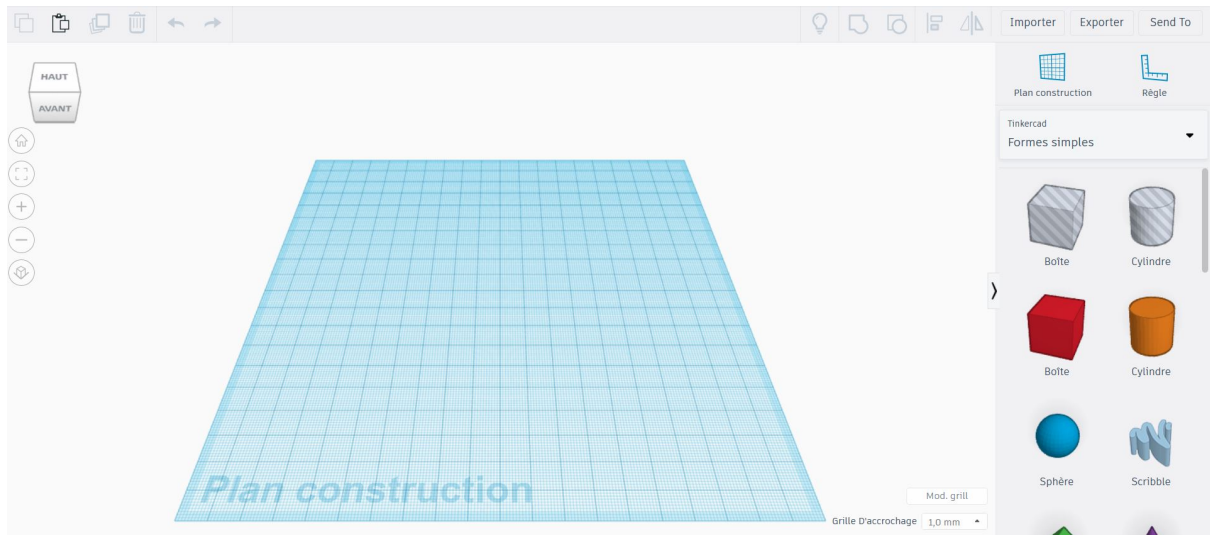 Importer Exporter Send To
HAUT
AVANT
Plan construction Règle
Tinkercad
Formes simples
Boîte Cylindre
Boîte Cylindre
Sphère Scribble
Plan construction
Mod. grill
Grille D'accrochage 1,0 mm